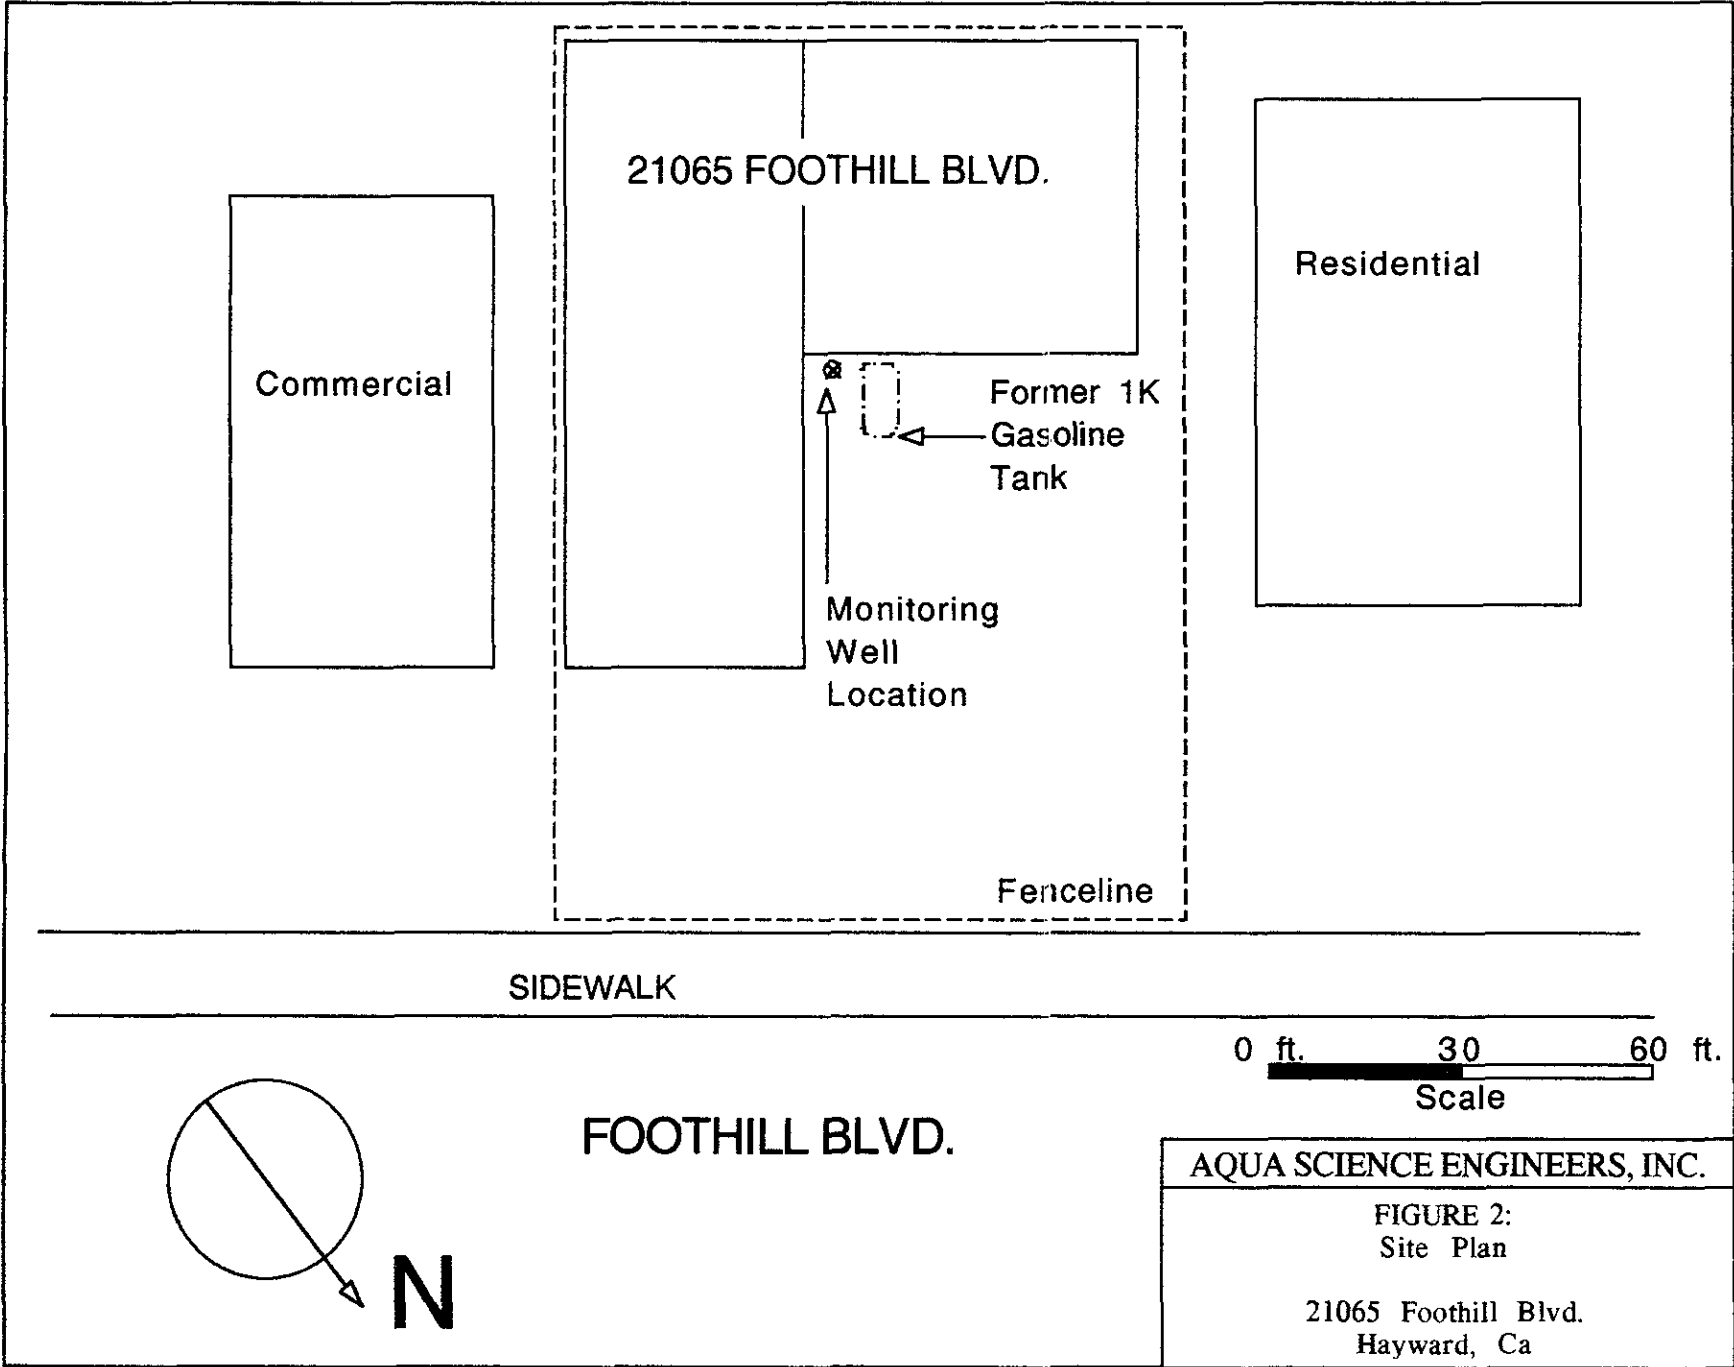 21065 FOOTHILL BLVD.
Residential
Commercial
Former 1K
Gasoline
Tank
Monitoring
Well
Location
Fenceline
SIDEWALK
0 ft. 30 60 ft.
Scale
FOOTHILL BLVD.
N
AQUA SCIENCE ENGINEERS, INC.
FIGURE 2:
Site Plan
21065 Foothill Blvd.
Hayward, Ca